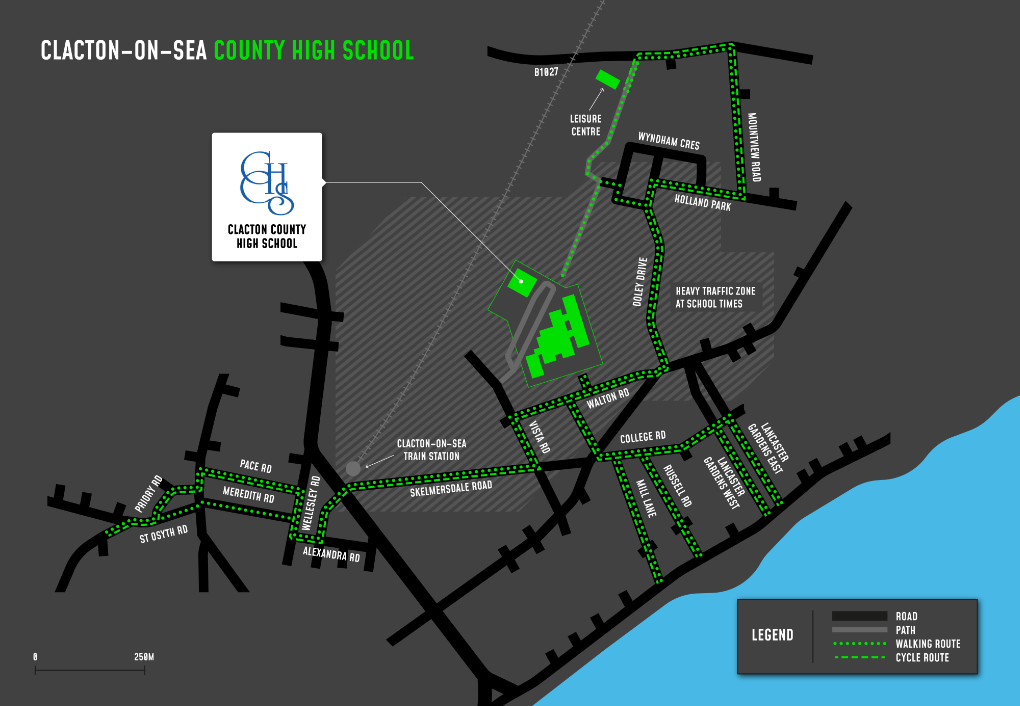 CLACTON-ON-SEA COUNTY HIGH SCHOOL
B1027
LEISURE
CENTRE
WYNDHAM CRES
MOUNTVIEW ROAD
HOLLAND PARK
CCHS
CLACTON COUNTY
HIGH SCHOOL
OOLEY DRIVE
HEAVY TRAFFIC ZONE
AT SCHOOL TIMES
WALTON RD
VISTA RD
COLLEGE RD
LANCASTER
GARDENS EAST
LANCASTER
GARDENS WEST
CLACTON-ON-SEA
TRAIN STATION
SKELMERSDALE ROAD
MILL LANE
RUSSELL RD
PACE RD
MEREDITH RD
PRIORY RD
ST OSYTH RD
WELLESLEY RD
ALEXANDRA RD
0
250M
LEGEND
ROAD
PATH
WALKING ROUTE
CYCLE ROUTE